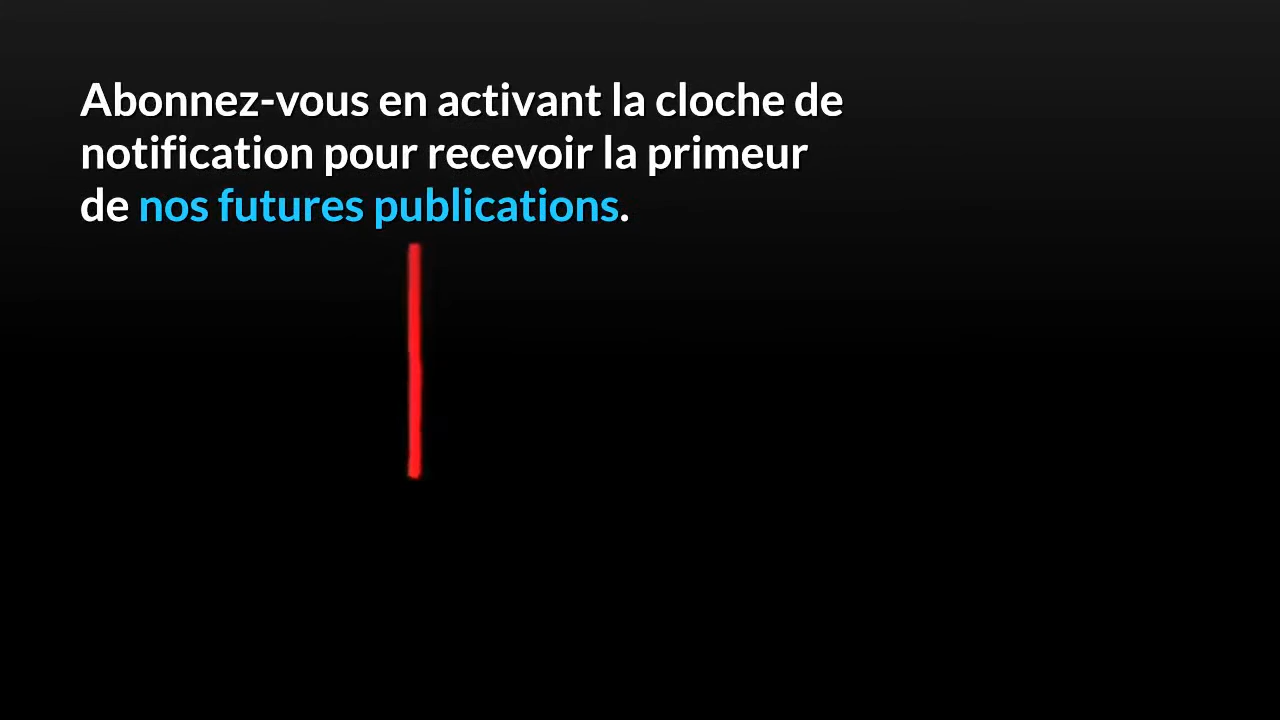 Abonnez-vous en activant la cloche de
notification pour recevoir la primeur
de nos futures publications.